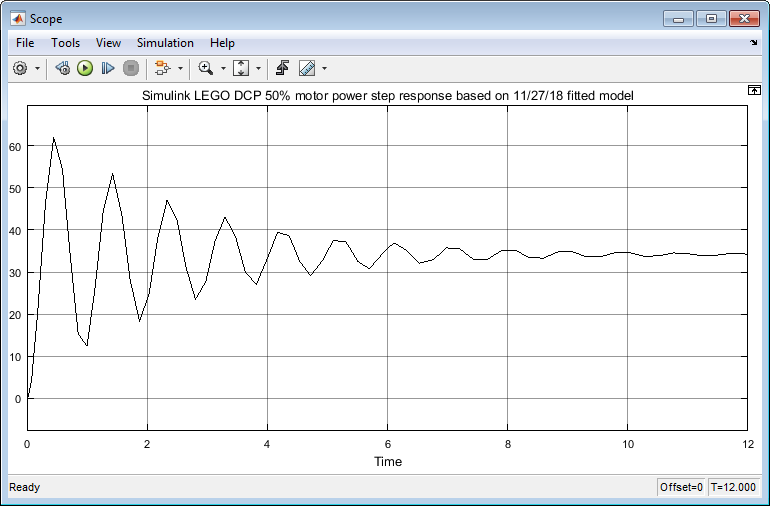 Scope
File Tools View Simulation Help
Simulink LEGO DCP 50% motor power step response based on 11/27/18 fitted model
60
50
40
30
20
10
0
0 2 4 6 8 10 12
Time
Ready Offset=0 T=12.000